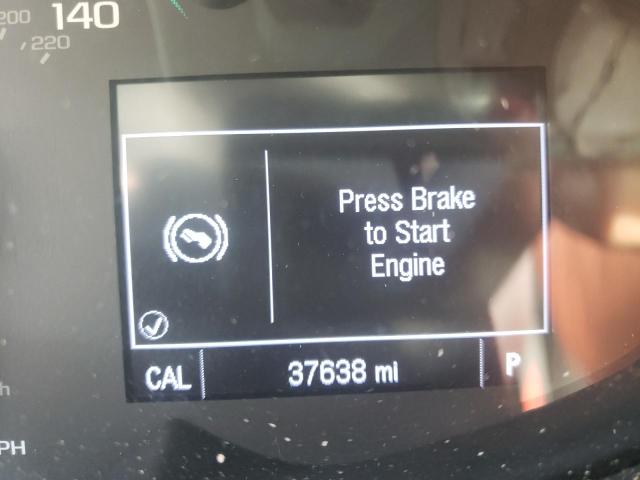 200 140
220
Press Brake
to Start
Engine
CAL 37638 mi P
h
PH